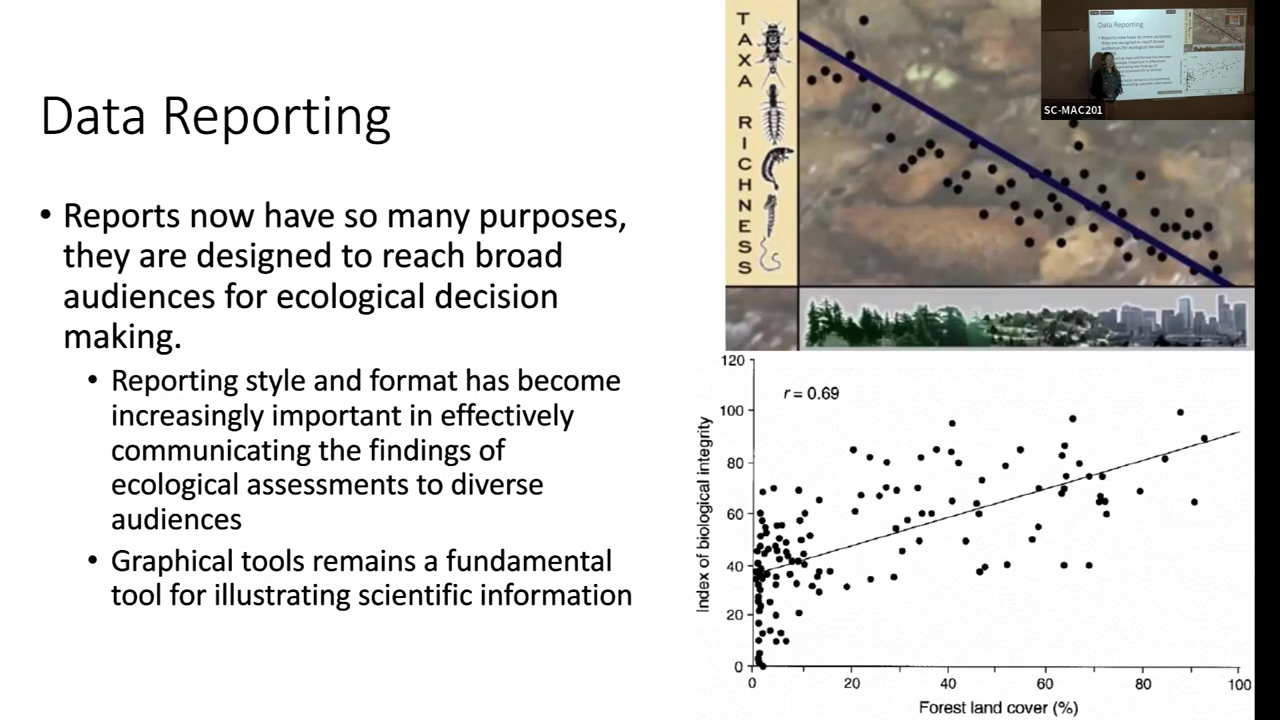 Data Reporting
• Reports now have so many purposes,
they are designed to reach broad
audiences for ecological decision
making.
• Reporting style and format has become
increasingly important in effectively
communicating the findings of
ecological assessments to diverse
audiences
• Graphical tools remains a fundamental
tool for illustrating scientific information
TAXA RICHNESS
SC-MAC201
Data Reporting
120
100
80
60
40
20
0
Index of biological integrity
r = 0.69
0 20 40 60 80 100
Forest land cover (%)